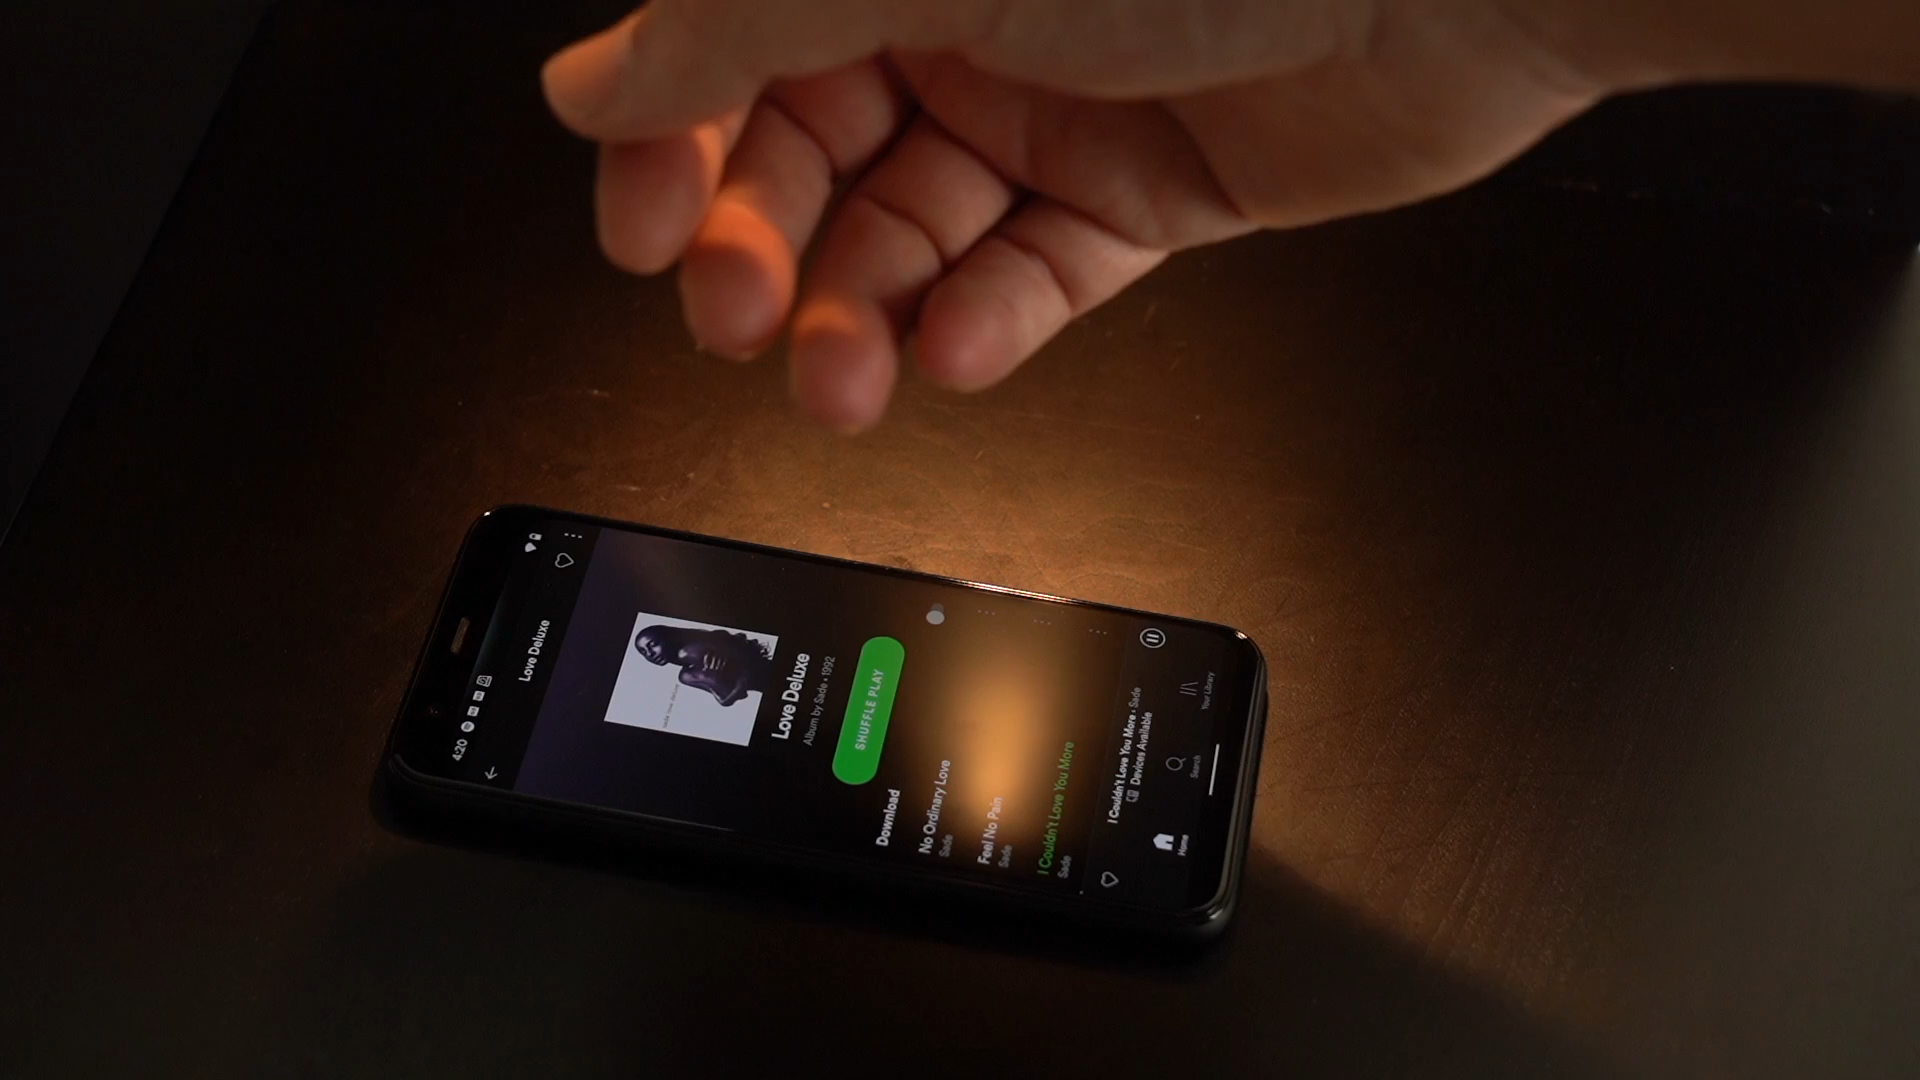 4:20
Love Deluxe
Love Deluxe
Album by Sade • 1992
SHUFFLE PLAY
Download
No Ordinary Love
Sade
Feel No Pain
Sade
I Couldn't Love You More
Sade
I Couldn't Love You More • Sade
Devices Available
Home
Search
Your Library